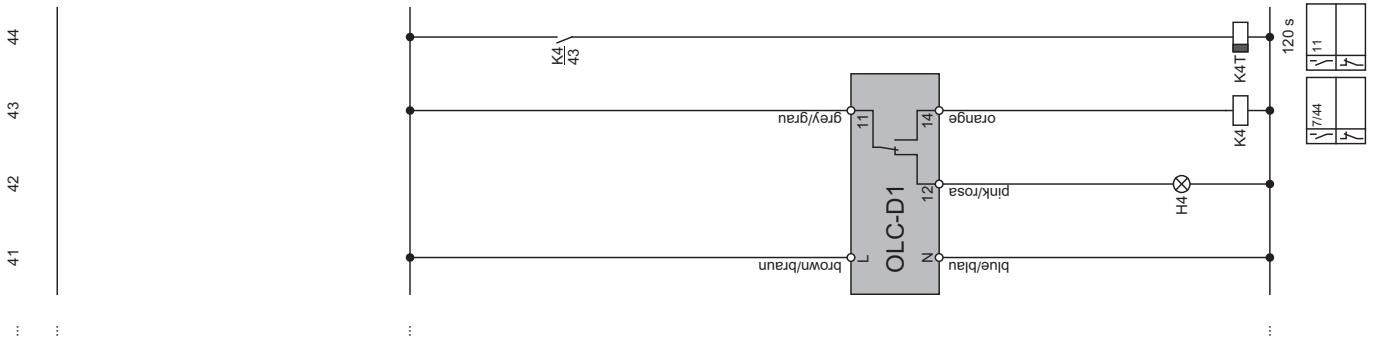 44
43
42
41
...
...
...
...
K4
43
grey/grau
brown/braun
11
14
12
L
N
OLC-D1
orange
pink/rosa
blue/blau
K4T
K4
H4
120 s
11
7/44